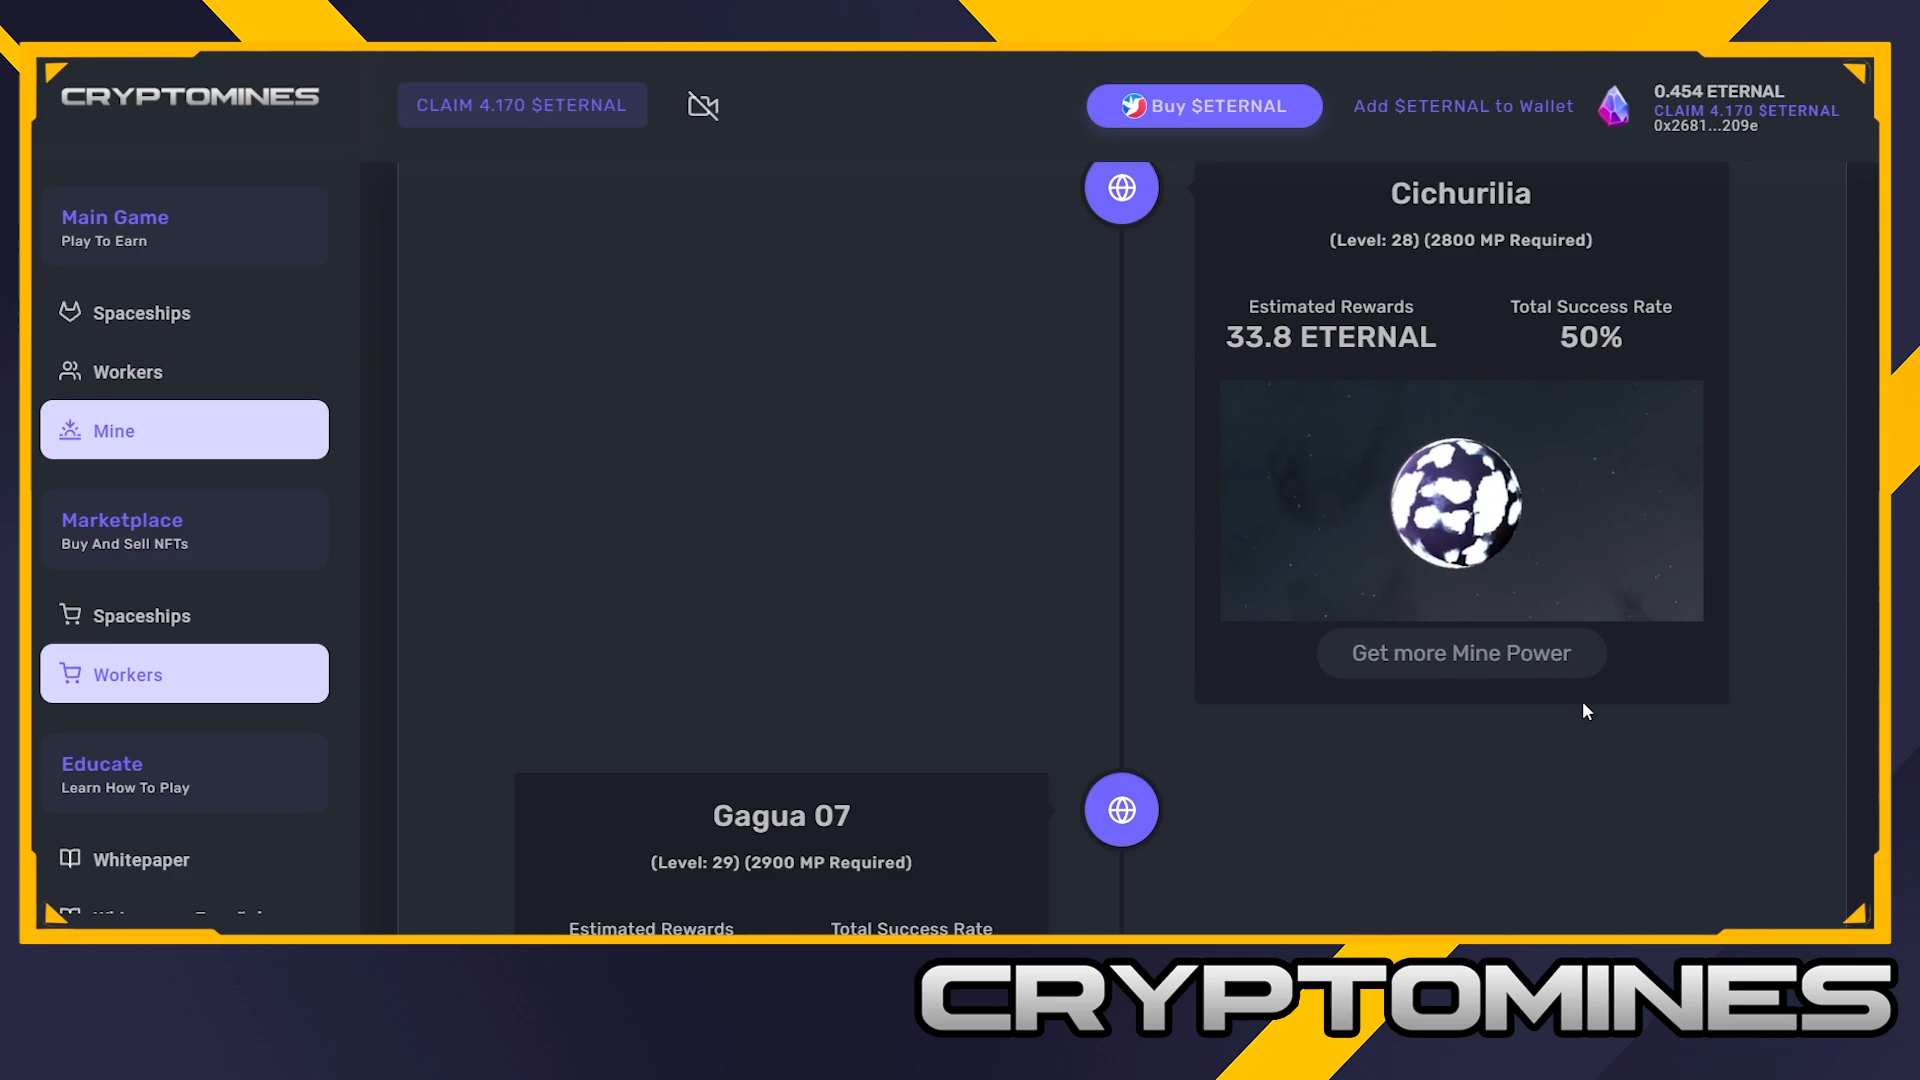 CRYPTOMINES
CLAIM 4.170 $ETERNAL
Buy $ETERNAL
Add $ETERNAL to Wallet
0.454 ETERNAL
CLAIM 4.170 $ETERNAL
0x2681...209e
Main Game
Play To Earn
Spaceships
Workers
Mine
Marketplace
Buy And Sell NFTs
Spaceships
Workers
Educate
Learn How To Play
Whitepaper
Cichurilia
(Level: 28) (2800 MP Required)
Estimated Rewards
33.8 ETERNAL
Total Success Rate
50%
Get more Mine Power
Gagua 07
(Level: 29) (2900 MP Required)
Estimated Rewards
Total Success Rate
CRYPTOMINES